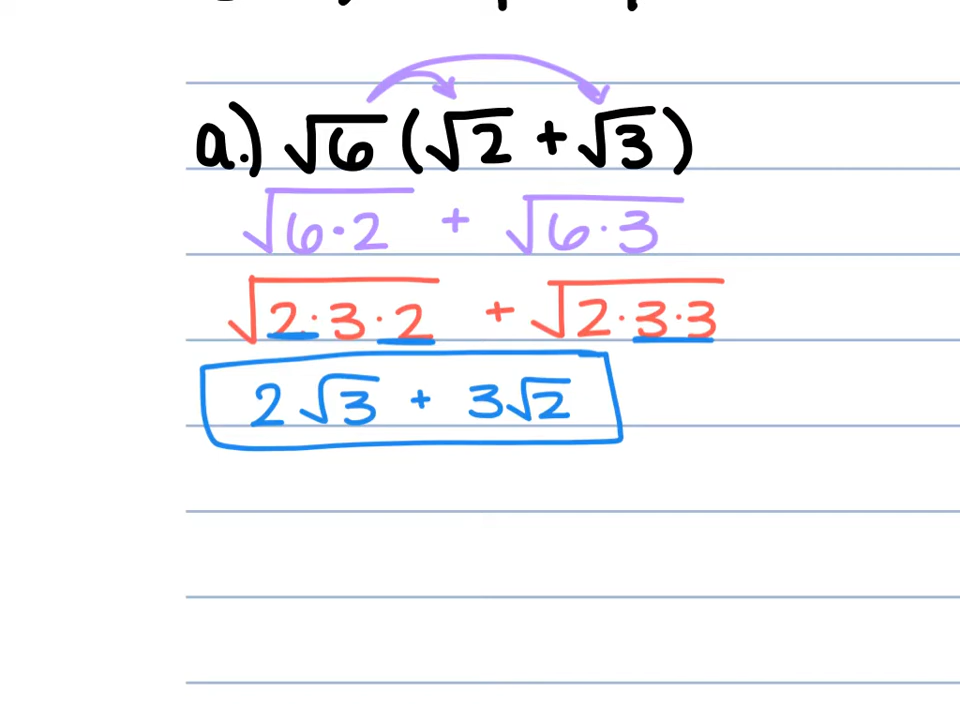 a.) √6 (√2 + √3)
√6·2 + √6·3
√2·3·2 + √2·3·3
2√3 + 3√2